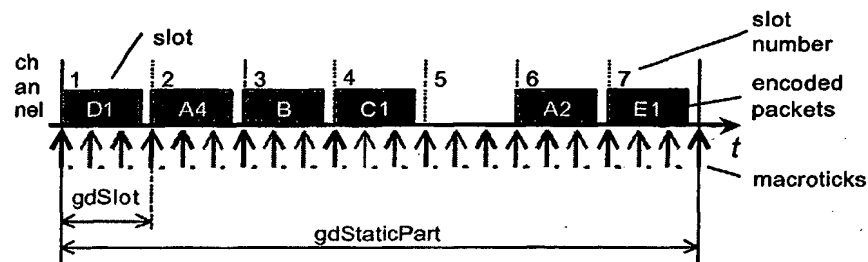 slot
slot
number
ch
an
nel
1 2 3 4 5 6 7
D1 A4 B C1 A2 E1
encoded
packets
t
macroticks
gdSlot
gdStaticPart